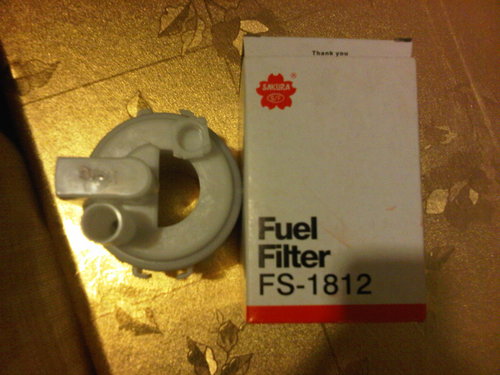 Thank you
SAKURA
®
Fuel
Filter
FS-1812